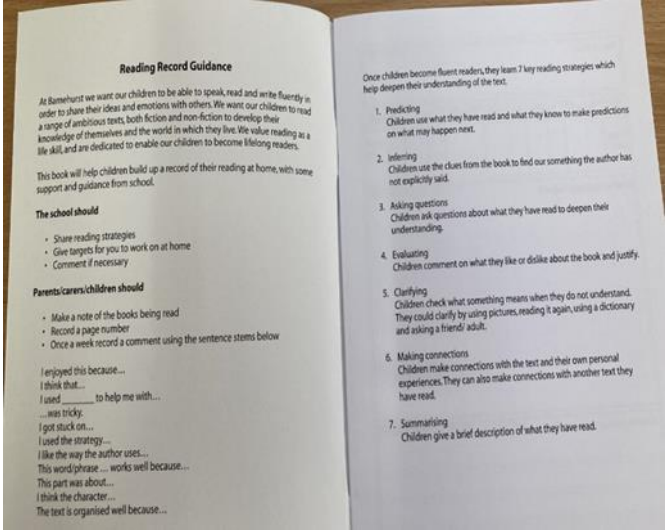 Reading Record Guidance
At Barnehurst we want our children to be able to speak, read and write fluently in
order to share their ideas and emotions with others. We want our children to read
a range of ambitious texts, both fiction and non-fiction to develop their
knowledge of themselves and the world in which they live. We value reading as a
life skill, and are dedicated to enable our children to become lifelong readers.
This book will help children build up a record of their reading at home, with some
support and guidance from school.
The school should
• Share reading strategies
• Give targets for you to work on at home
• Comment if necessary
Parents/carers/children should
• Make a note of the books being read
• Record a page number
• Once a week record a comment using the sentence stems below
I enjoyed this because...
I think that...
I used _______ to help me with...
...was tricky.
I got stuck on...
I used the strategy...
I like the way the author uses...
This word/phrase ... works well because...
This part was about...
I think the character...
The text is organised well because...
Once children become fluent readers, they learn 7 key reading strategies which
help deepen their understanding of the text.
1. Predicting
Children use what they have read and what they know to make predictions
on what may happen next.
2. Inferring
Children use the clues from the book to find our something the author has
not explicitly said.
3. Asking questions
Children ask questions about what they have read to deepen their
understanding.
4. Evaluating
Children comment on what they like or dislike about the book and justify.
5. Clarifying
Children check what something means when they do not understand.
They could clarify by using pictures, reading it again, using a dictionary
and asking a friend/ adult.
6. Making connections
Children make connections with the text and their own personal
experiences. They can also make connections with another text they
have read.
7. Summarising
Children give a brief description of what they have read.